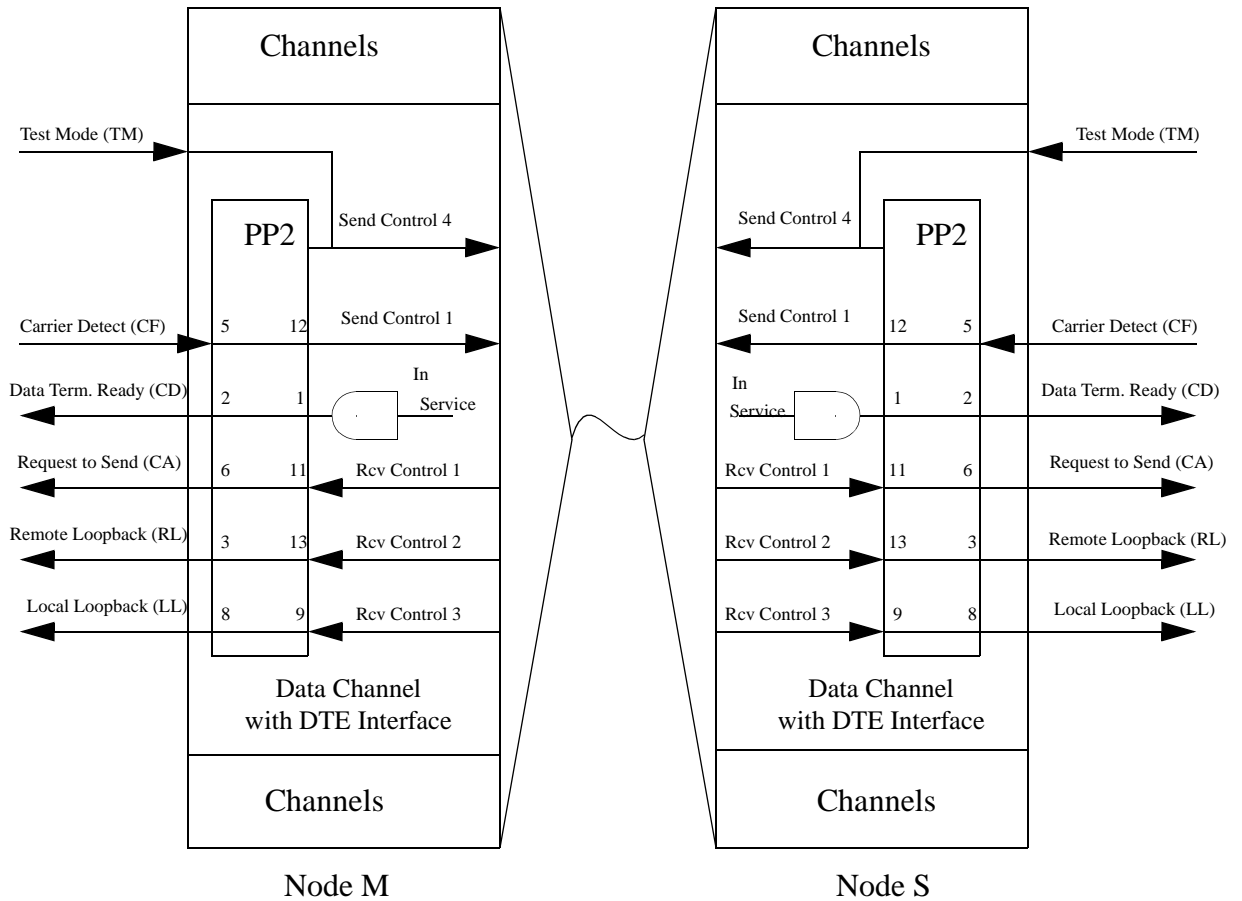 Channels
Channels
Test Mode (TM)
Test Mode (TM)
PP2
Send Control 4
Send Control 4
PP2
Carrier Detect (CF)
5
12
Send Control 1
Send Control 1
12
5
Carrier Detect (CF)
Data Term. Ready (CD)
2
1
In
Service
In
Service
1
2
Data Term. Ready (CD)
Request to Send (CA)
6
11
Rcv Control 1
Rcv Control 1
11
6
Request to Send (CA)
Remote Loopback (RL)
3
13
Rcv Control 2
Rcv Control 2
13
3
Remote Loopback (RL)
Local Loopback (LL)
8
9
Rcv Control 3
Rcv Control 3
9
8
Local Loopback (LL)
Data Channel
with DTE Interface
Data Channel
with DTE Interface
Channels
Channels
Node M
Node S